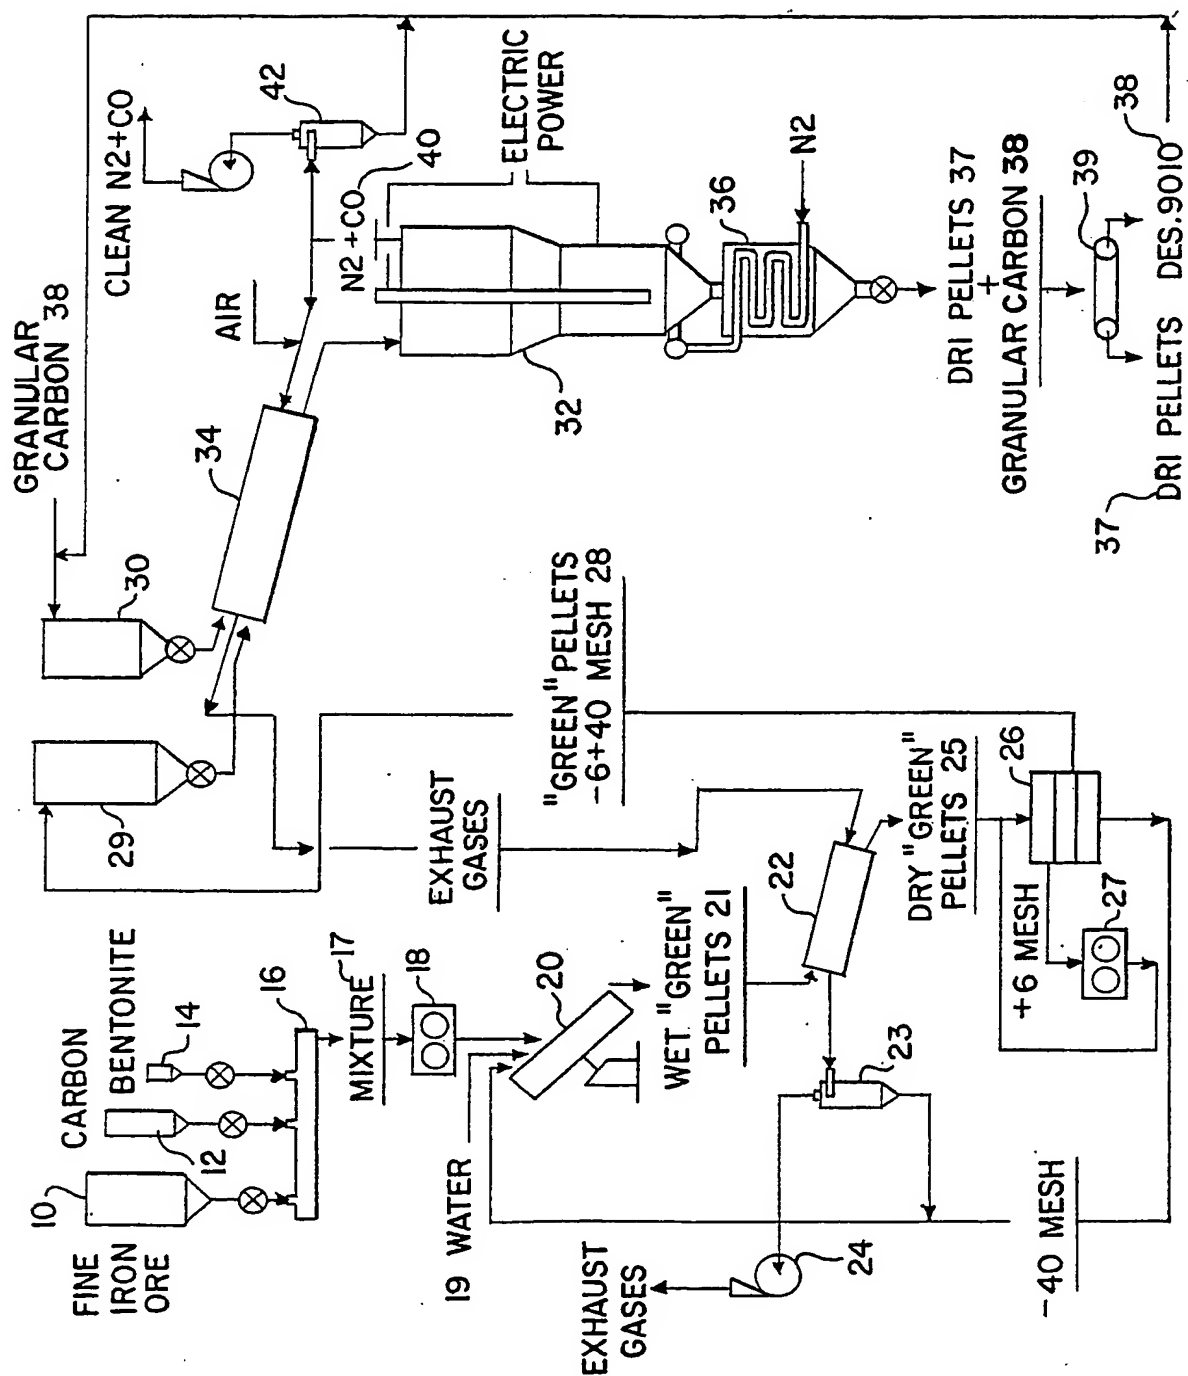 FINE
IRON
ORE
10
CARBON
12
BENTONITE
14
16
MIXTURE
17
18
19 WATER
20
WET "GREEN"
PELLETS 21
22
23
24
EXHAUST
GASES
DRY "GREEN"
PELLETS 25
26
+6 MESH
27
-40 MESH
"GREEN" PELLETS
-6+40 MESH 28
EXHAUST
GASES
29
30
GRANULAR
CARBON 38
34
AIR
CLEAN N2+CO
42
N2+CO
40
ELECTRIC
POWER
32
36
N2
DRI PELLETS 37
+
GRANULAR CARBON 38
39
37
DRI PELLETS
DES.9010
38